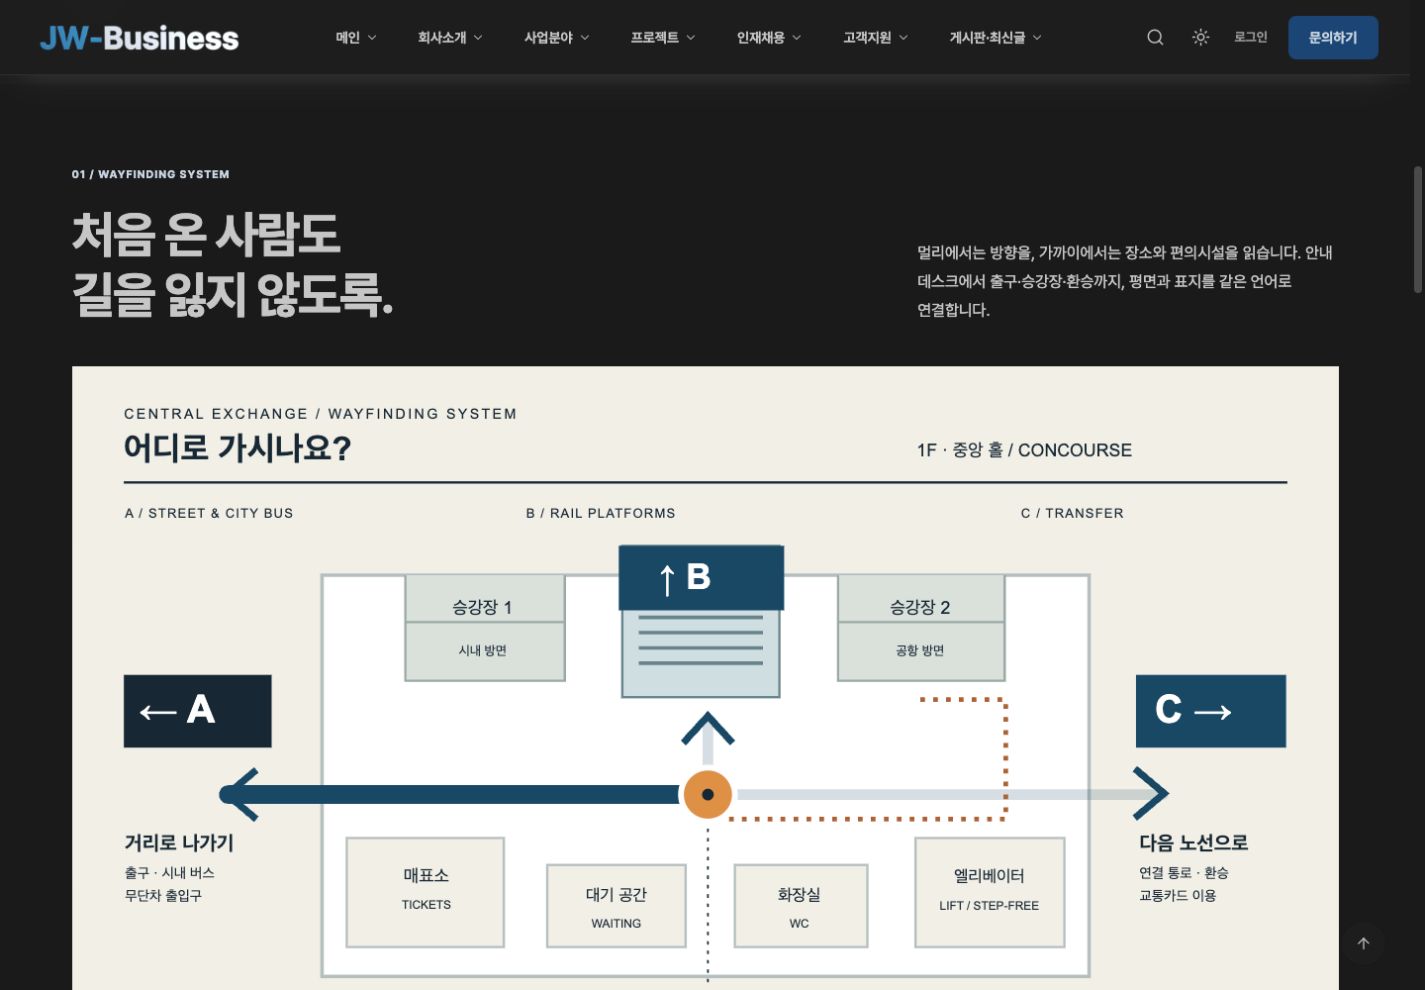 JW-Business
메인
회사소개
사업분야
프로젝트
인재채용
고객지원
게시판·최신글
로그인
문의하기
01 / WAYFINDING SYSTEM
처음 온 사람도
길을 잃지 않도록.
멀리에서는 방향을, 가까이에서는 장소와 편의시설을 읽습니다. 안내
데스크에서 출구·승강장·환승까지, 평면과 표지를 같은 언어로
연결합니다.
CENTRAL EXCHANGE / WAYFINDING SYSTEM
어디로 가시나요?
1F · 중앙 홀 / CONCOURSE
A / STREET & CITY BUS
B / RAIL PLATFORMS
C / TRANSFER
↑ B
승강장 1
시내 방면
승강장 2
공항 방면
← A
C →
거리로 나가기
출구 · 시내 버스
무단차 출입구
다음 노선으로
연결 통로 · 환승
교통카드 이용
매표소
TICKETS
대기 공간
WAITING
화장실
WC
엘리베이터
LIFT / STEP-FREE